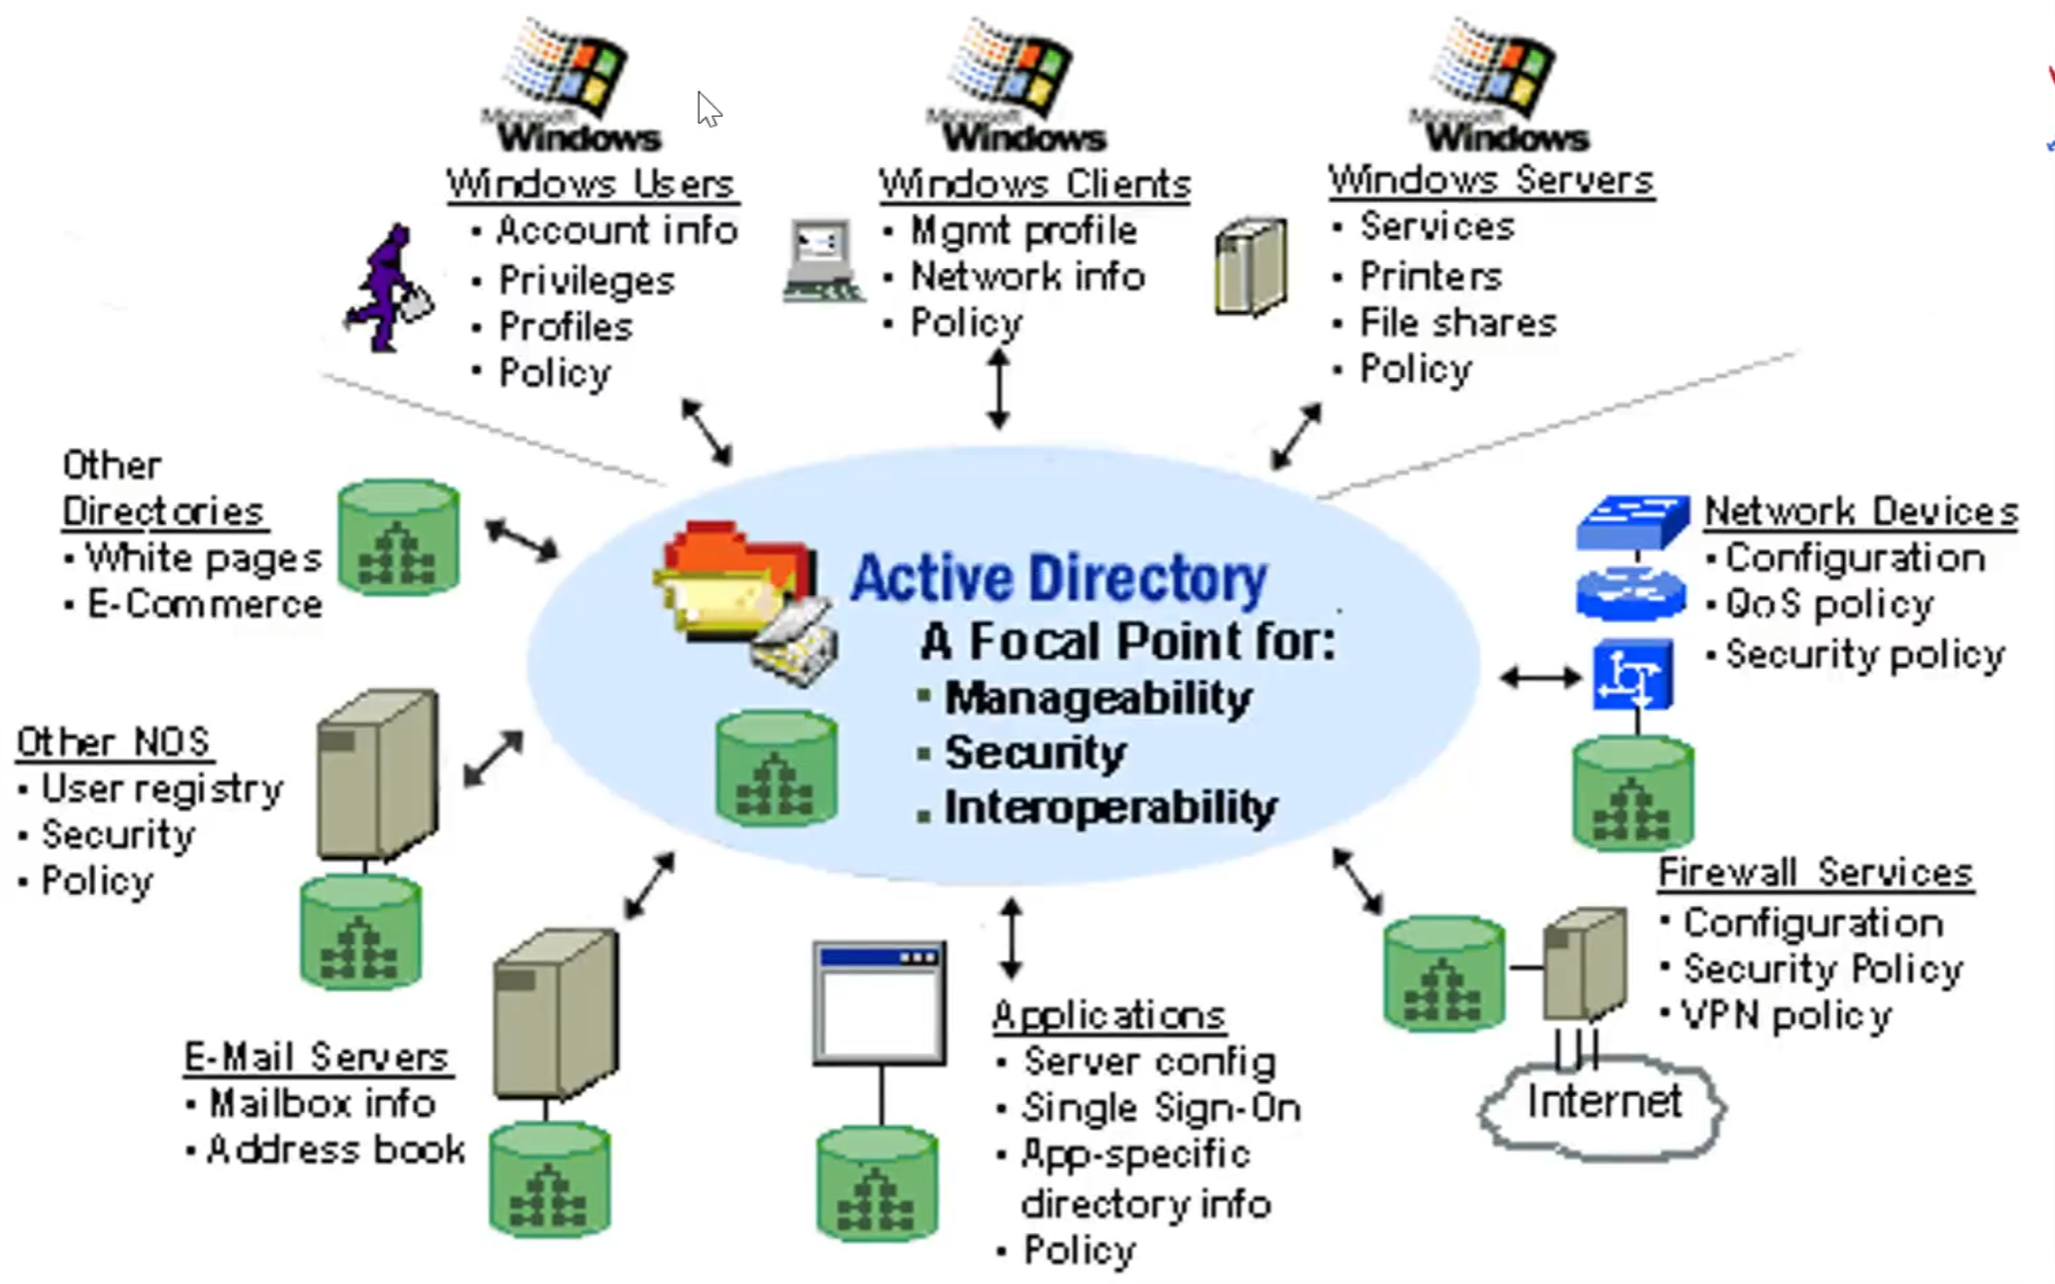 Microsoft
Windows
Windows Users
• Account info
• Privileges
• Profiles
• Policy
Microsoft
Windows
Windows Clients
• Mgmt profile
• Network info
• Policy
Microsoft
Windows
Windows Servers
• Services
• Printers
• File shares
• Policy
Other
Directories
• White pages
• E-Commerce
Active Directory
A Focal Point for:
▪ Manageability
▪ Security
▪ Interoperability
Network Devices
• Configuration
• QoS policy
• Security policy
Other NOS
• User registry
• Security
• Policy
Firewall Services
• Configuration
• Security Policy
• VPN policy
Internet
E-Mail Servers
• Mailbox info
• Address book
Applications
• Server config
• Single Sign-On
• App-specific
directory info
• Policy